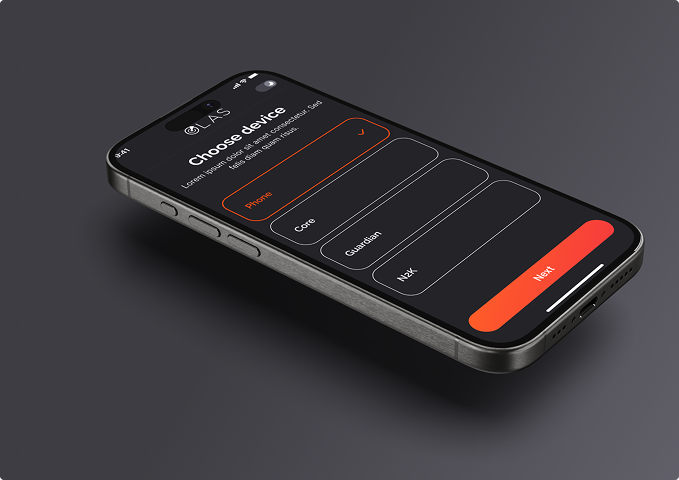 9:41
OLAS
Choose device
Lorem ipsum dolor sit amet consectetur. Sed
felis diam quam risus.
Phone
Core
Guardian
N2K
Next